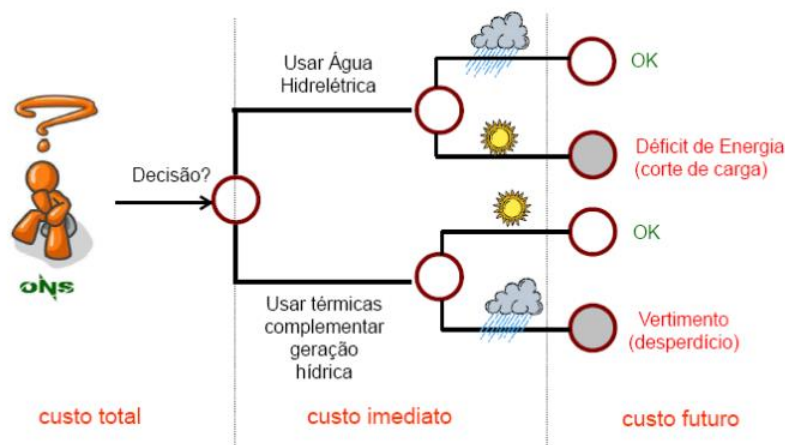 Usar Água
Hidrelétrica
OK
Déficit de Energia
(corte de carga)
Decisão?
OK
ONS
Usar térmicas
complementar
geração
hídrica
Vertimento
(desperdício)
custo total
custo imediato
custo futuro